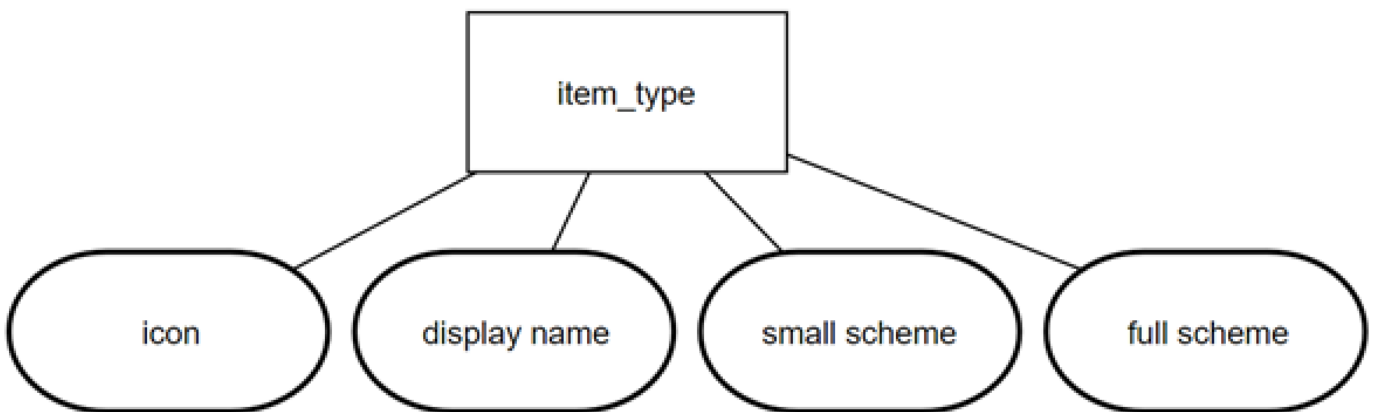 item_type
icon
display name
small scheme
full scheme